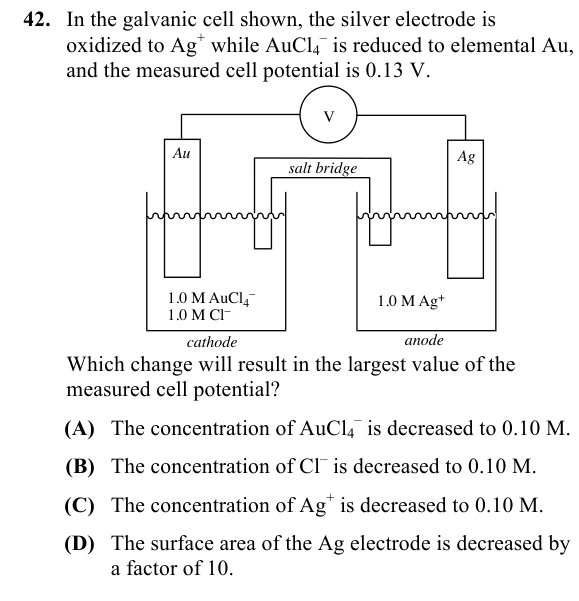 42. In the galvanic cell shown, the silver electrode is
oxidized to Ag⁺ while AuCl₄⁻ is reduced to elemental Au,
and the measured cell potential is 0.13 V.
V
Au
Ag
salt bridge
1.0 M AuCl₄⁻
1.0 M Cl⁻
1.0 M Ag⁺
cathode
anode
Which change will result in the largest value of the
measured cell potential?
(A) The concentration of AuCl₄⁻ is decreased to 0.10 M.
(B) The concentration of Cl⁻ is decreased to 0.10 M.
(C) The concentration of Ag⁺ is decreased to 0.10 M.
(D) The surface area of the Ag electrode is decreased by
a factor of 10.